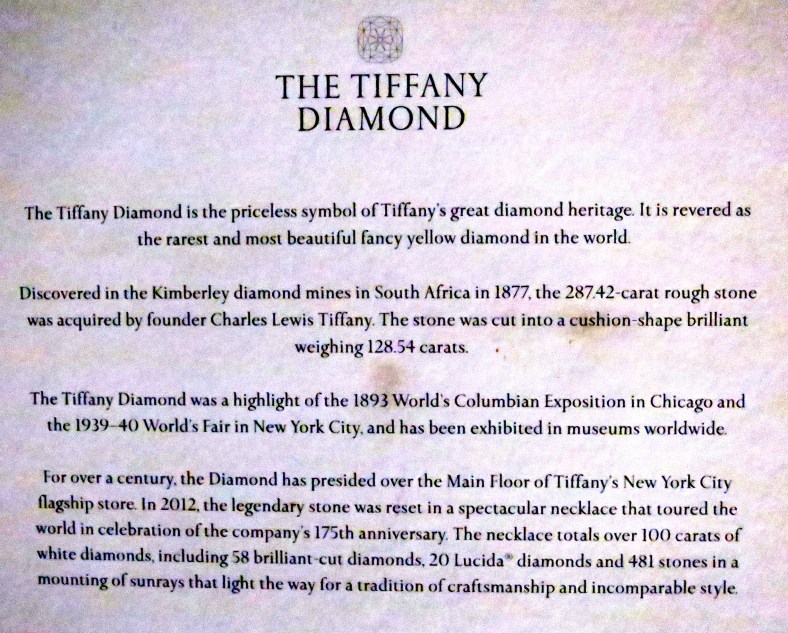 THE TIFFANY
DIAMOND
The Tiffany Diamond is the priceless symbol of Tiffany's great diamond heritage. It is revered as
the rarest and most beautiful fancy yellow diamond in the world.
Discovered in the Kimberley diamond mines in South Africa in 1877, the 287.42-carat rough stone
was acquired by founder Charles Lewis Tiffany. The stone was cut into a cushion-shape brilliant
weighing 128.54 carats.
The Tiffany Diamond was a highlight of the 1893 World's Columbian Exposition in Chicago and
the 1939–40 World's Fair in New York City, and has been exhibited in museums worldwide.
For over a century, the Diamond has presided over the Main Floor of Tiffany's New York City
flagship store. In 2012, the legendary stone was reset in a spectacular necklace that toured the
world in celebration of the company's 175th anniversary. The necklace totals over 100 carats of
white diamonds, including 58 brilliant-cut diamonds, 20 Lucida® diamonds and 481 stones in a
mounting of sunrays that light the way for a tradition of craftsmanship and incomparable style.